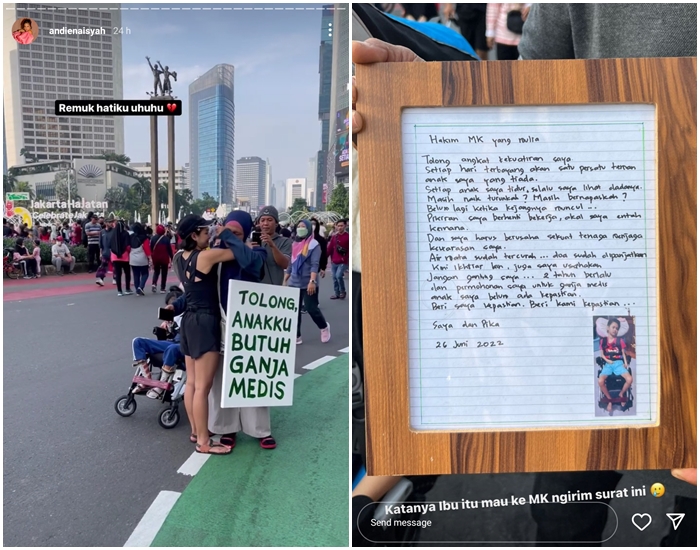 andienaisyah 24 h
Remuk hatiku uhuhu 💔
JakartaHajatan
CelebrateJak
TOLONG,
ANAKKU
BUTUH
GANJA
MEDIS
Hakim MK yang mulia
Tolong angkat kekuatiran saya
Setiap hari terbayang akan satu persatu teman
anak saya yang tiada.
Setiap anak saya tidur, selalu saya lihat dadanya.
Masih naik turunkah? Masih bernapaskah?
Belum lagi ketika kejangnya muncul..
Pikiran saya berhenti bekerja, akal saya entah
kemana.
Dan saya harus berusaha sekuat tenaga menjaga
kewarasan saya.
Air mata sudah tercurah... doa sudah dipanjatkan
Kini ikhtiar lain, juga saya usahakan
Jangan gantung saya... 2 tahun berlalu
dan permohonan saya untuk ganja medis
anak saya belum ada kepastian.
Beri saya kepastian. Beri kami kepastian...
Saya dan Pika
26 Juni 2022
Katanya Ibu itu mau ke MK ngirim surat ini 😢
Send message